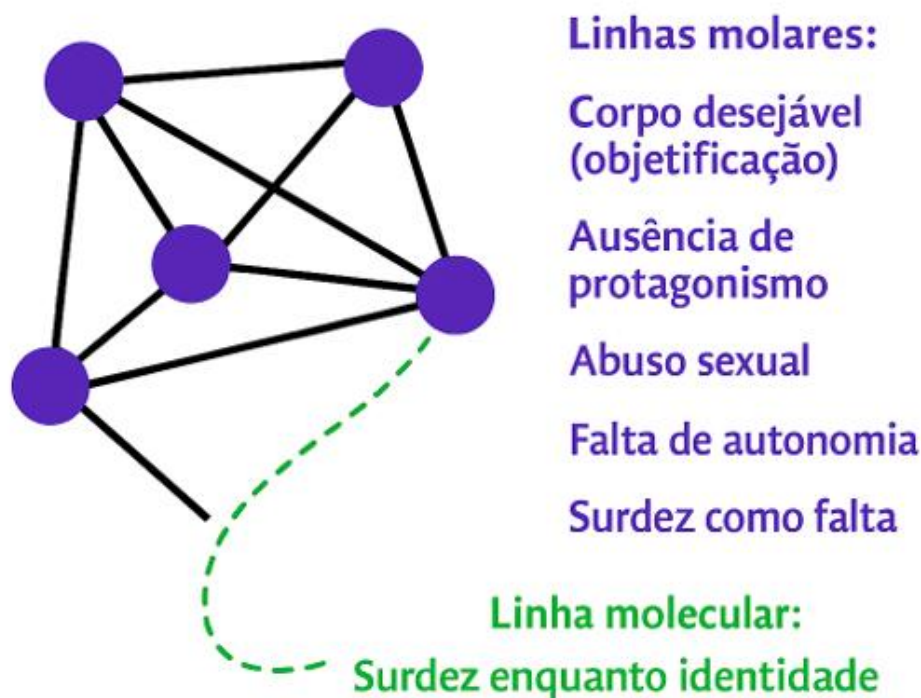 Linhas molares:
Corpo desejável
(objetificação)
Ausência de
protagonismo
Abuso sexual
Falta de autonomia
Surdez como falta
Linha molecular:
Surdez enquanto identidade